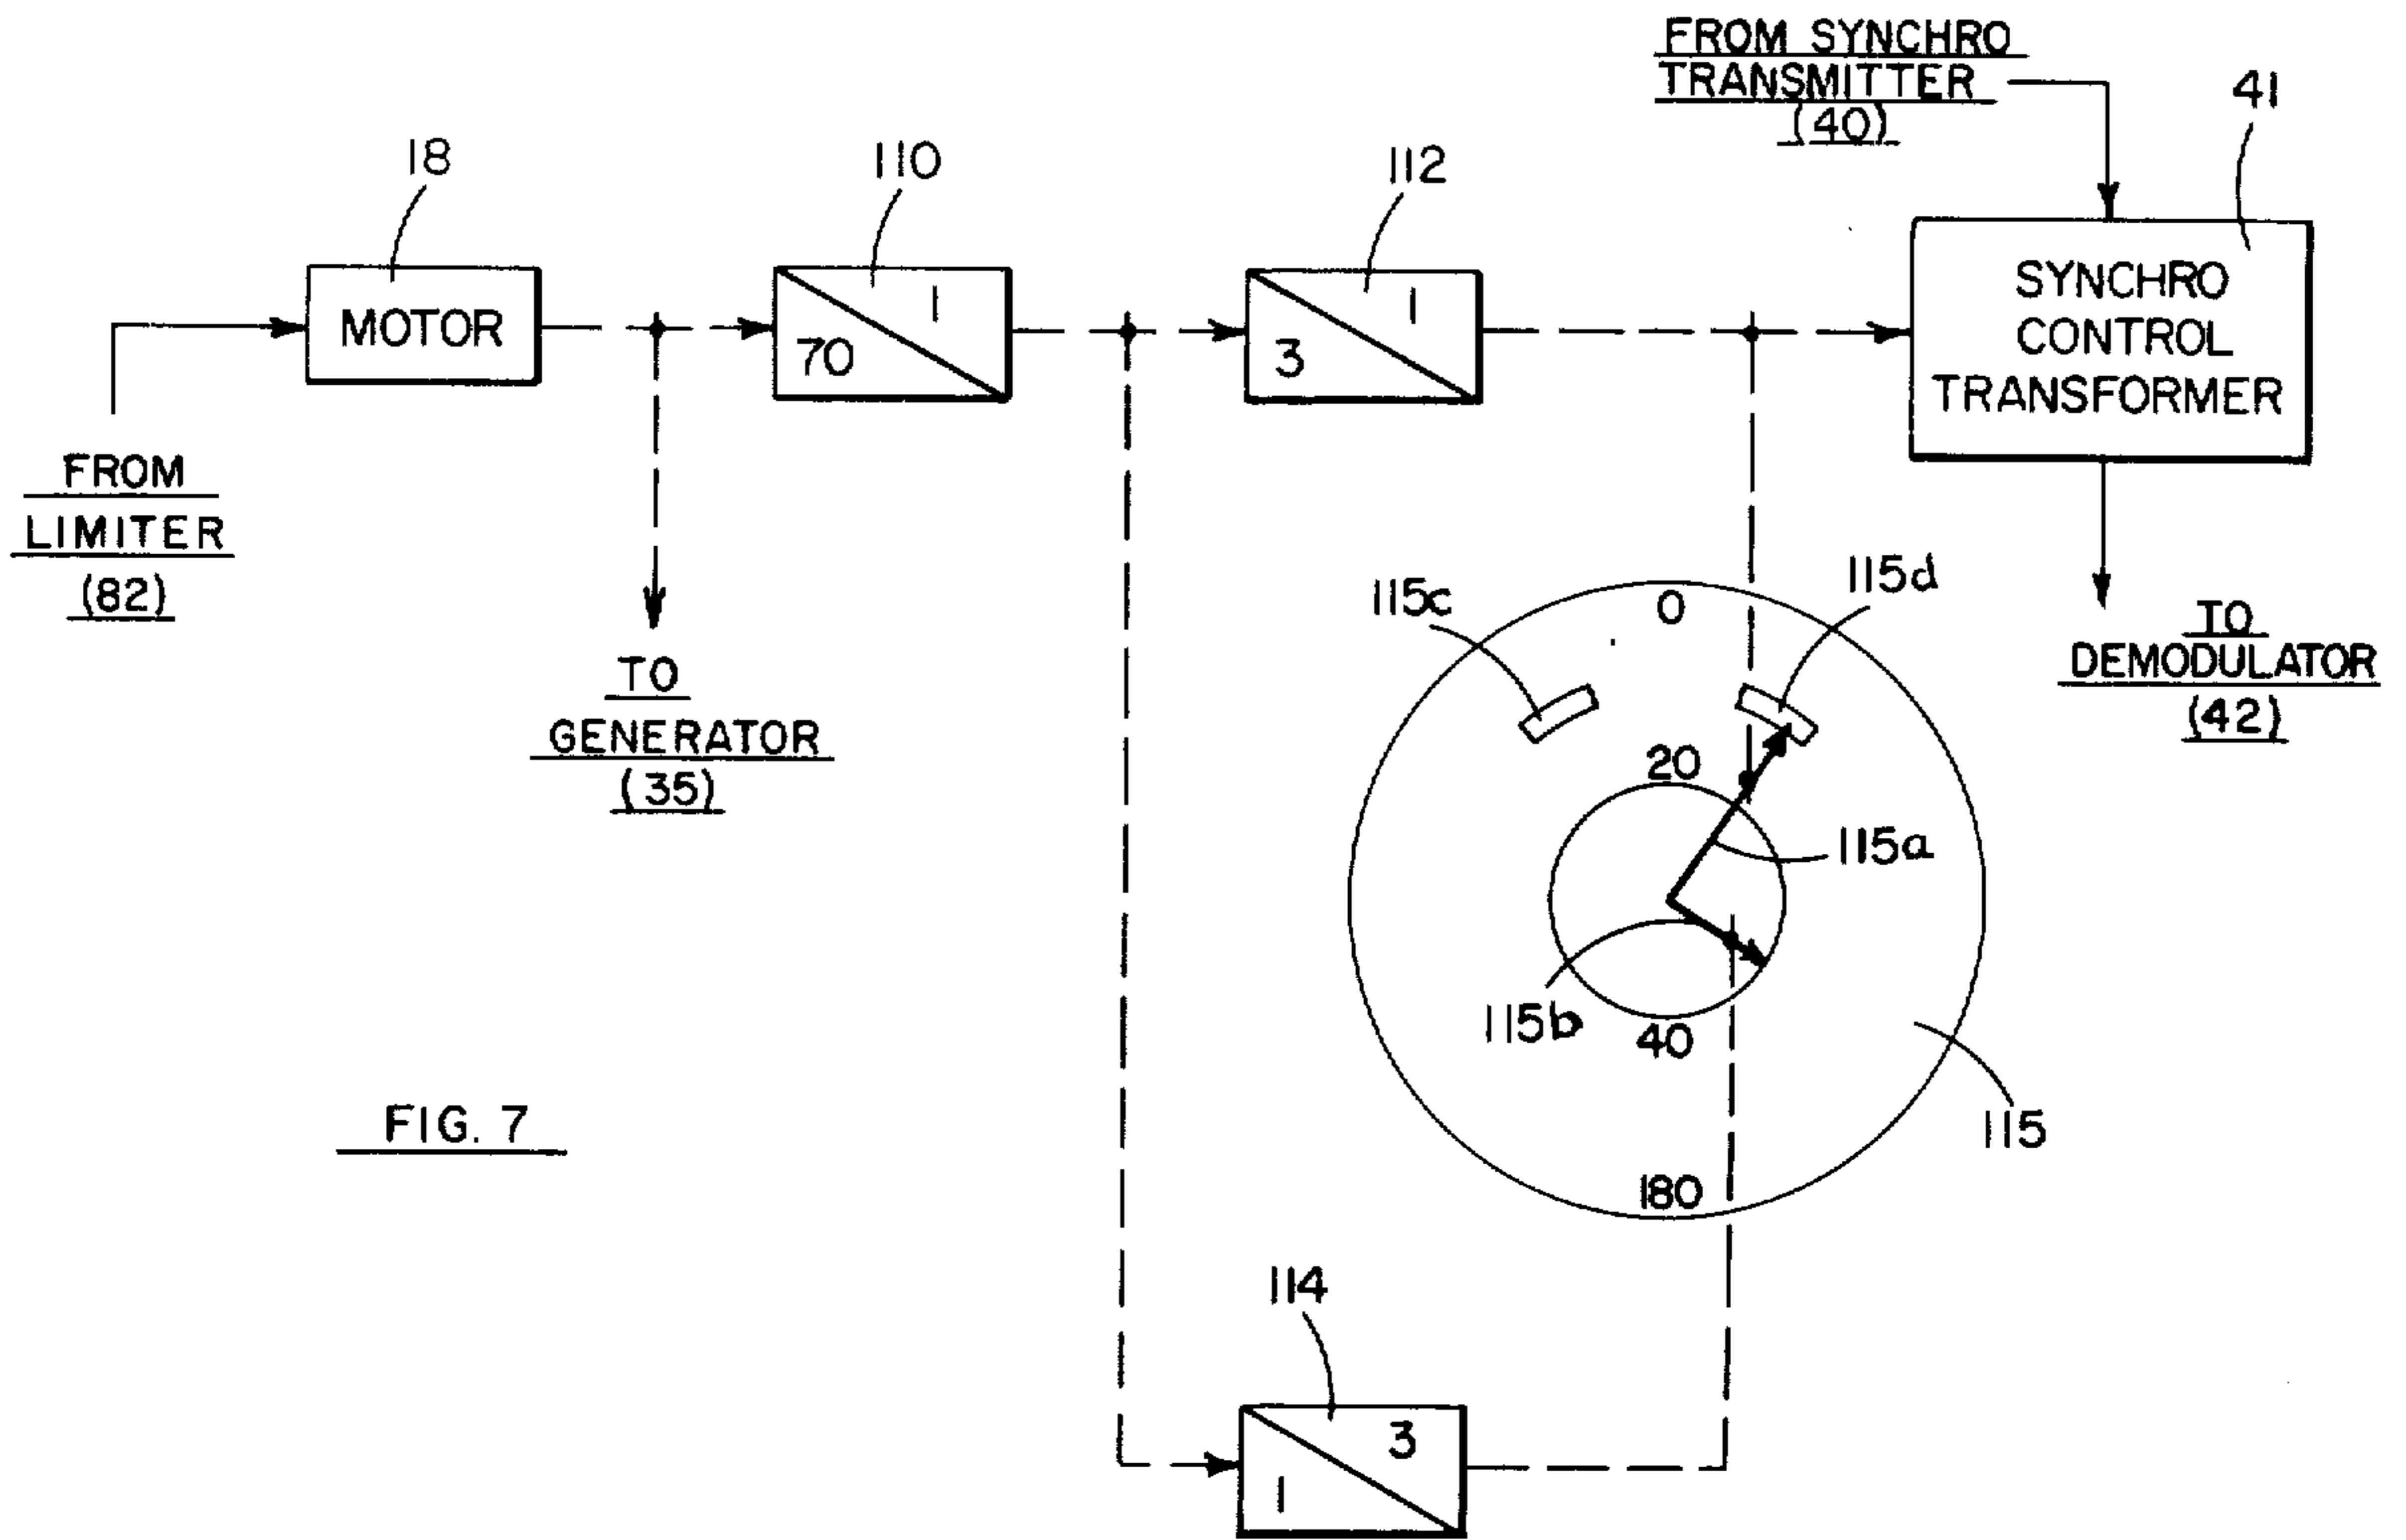 FROM SYNCHRO
TRANSMITTER
(40)
41
18
110
112
MOTOR
1
70
1
3
SYNCHRO
CONTROL
TRANSFORMER
FROM
LIMITER
(82)
TO
GENERATOR
(35)
115c
0
115d
TO
DEMODULATOR
(42)
20
115a
115b
40
115
180
FIG. 7
114
3
1